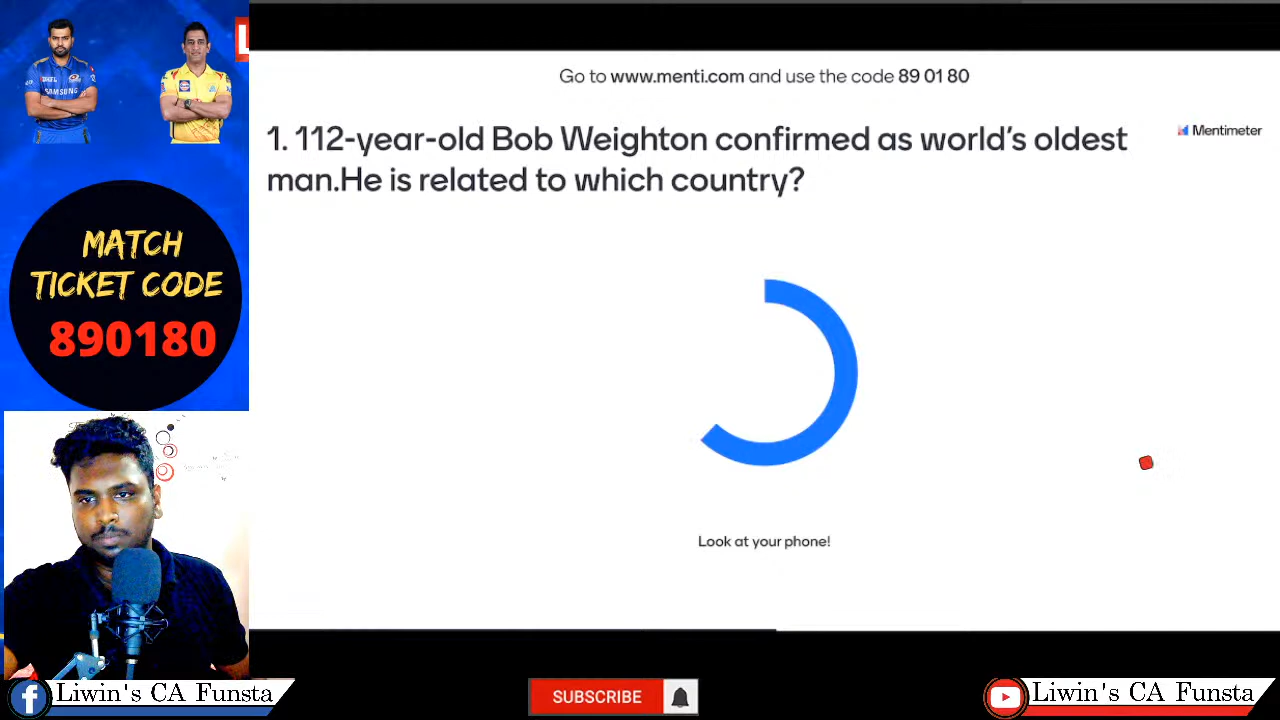 Go to www.menti.com and use the code 89 01 80
1. 112-year-old Bob Weighton confirmed as world's oldest
man.He is related to which country?
Mentimeter
Look at your phone!
MATCH
TICKET CODE
890180
SAMSUNG
Liwin's CA Funsta
SUBSCRIBE
Liwin's CA Funsta